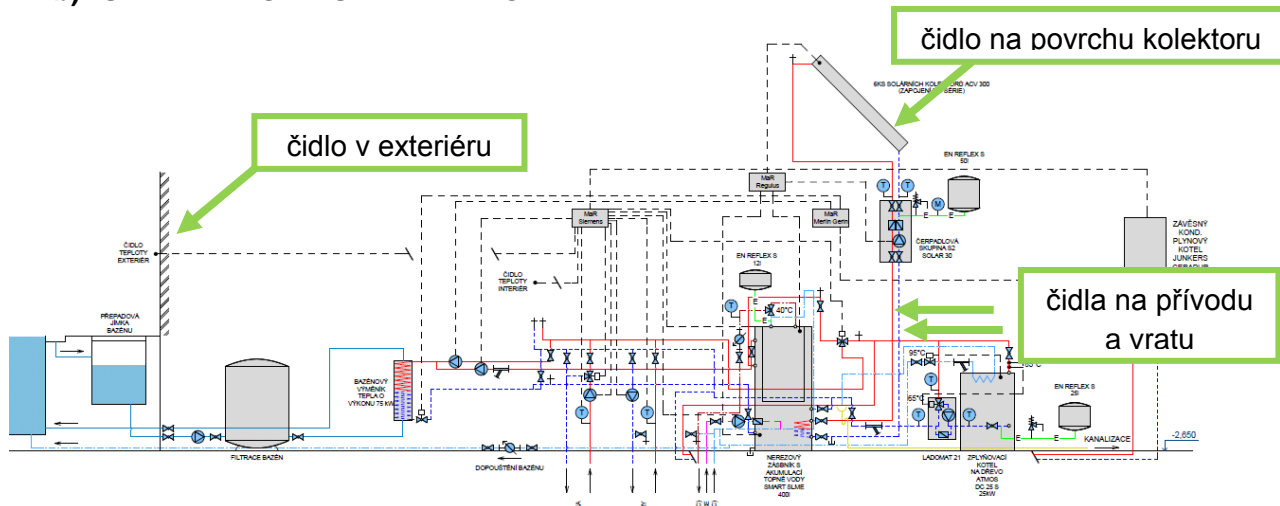 čidlo na povrchu kolektoru
6KS SOLÁRNÍCH KOLEKTORŮ ACV 300
čidlo v exteriéru
EN REFLEX S
50l
MaR
Regulus
MaR
Siemens
MaR
Merlin Gerin
T
T
M
E
E
ČERPADLOVÁ
SKUPINA S2
SOLAR 30
ZÁVĚSNÝ
KOND.
PLYNOVÝ
KOTEL
JUNKERS
ČIDLO
TEPLOTY
EXTERIÉR
ČIDLO
TEPLOTY
INTERIÉR
EN REFLEX S
12l
čidla na přívodu
a vratu
PŘEPADOVÁ
JÍMKA
BAZÉNU
T
E
40°C
95°C
T
BAZÉNOVÝ
VÝMĚNÍK
TEPLA O
VÝKONU 75 kW
65°C
EN REFLEX S
25l
T
T
T
T
E
E
KANALIZACE
-2,650
FILTRACE BAZÉN
DOPOUŠTĚNÍ BAZÉNU
NEREZOVÝ
ZÁSBNÍK S
AKUMULACÍ
TOPNÉ VODY
SMART SLME
400l
LADOMAT 21
ZPLYŇOVACÍ
KOTEL
NA DŘEVO
ATMOS
DC 25 S
25kW